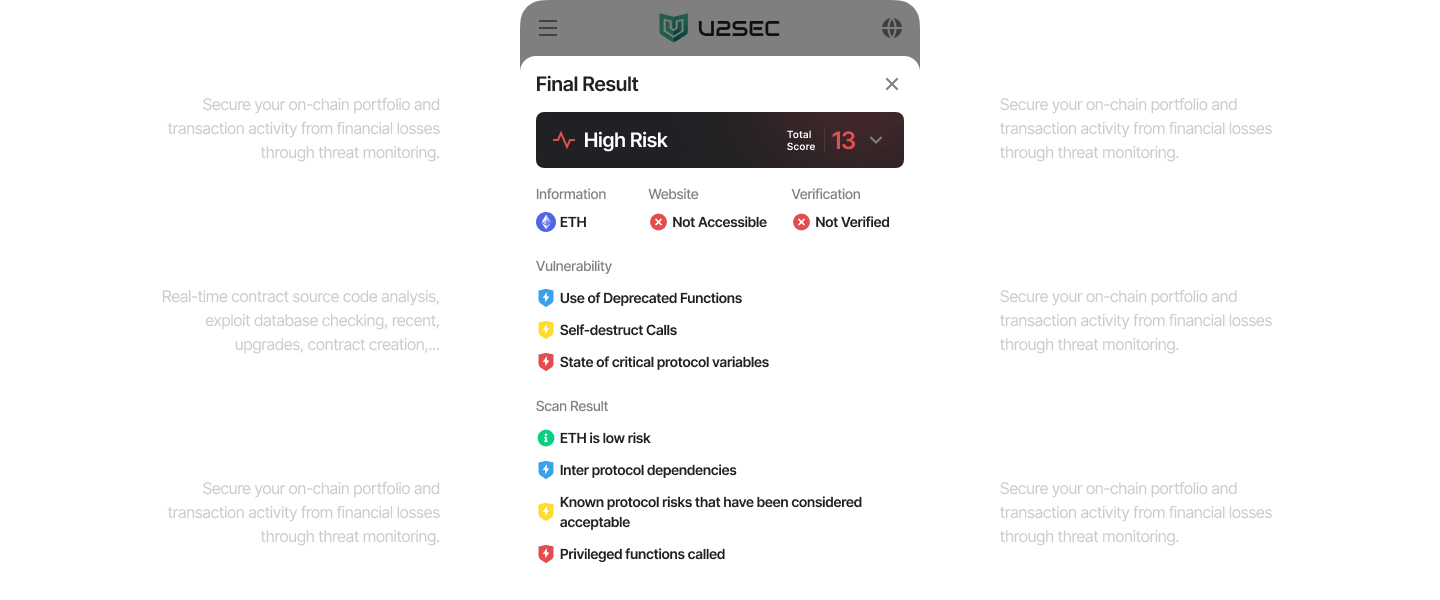 U2SEC
Final Result
High Risk
Total
Score
13
Information
Website
Verification
ETH
Not Accessible
Not Verified
Vulnerability
Use of Deprecated Functions
Self-destruct Calls
State of critical protocol variables
Scan Result
ETH is low risk
Inter protocol dependencies
Known protocol risks that have been considered
acceptable
Privileged functions called
Secure your on-chain portfolio and
transaction activity from financial losses
through threat monitoring.
Real-time contract source code analysis,
exploit database checking, recent,
upgrades, contract creation,...
Secure your on-chain portfolio and
transaction activity from financial losses
through threat monitoring.
Secure your on-chain portfolio and
transaction activity from financial losses
through threat monitoring.
Secure your on-chain portfolio and
transaction activity from financial losses
through threat monitoring.
Secure your on-chain portfolio and
transaction activity from financial losses
through threat monitoring.